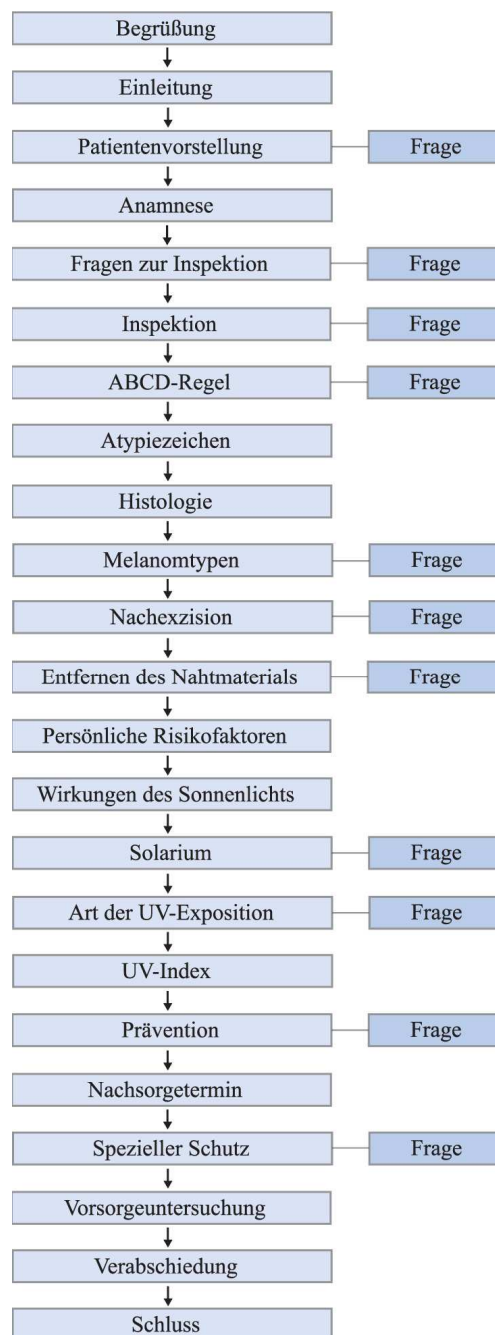 Begrüßung
Einleitung
Patientenvorstellung Frage
Anamnese
Fragen zur Inspektion Frage
Inspektion Frage
ABCD-Regel Frage
Atypiezeichen
Histologie
Melanomtypen Frage
Nachexzision Frage
Entfernen des Nahtmaterials Frage
Persönliche Risikofaktoren
Wirkungen des Sonnenlichts
Solarium Frage
Art der UV-Exposition Frage
UV-Index
Prävention Frage
Nachsorgetermin
Spezieller Schutz Frage
Vorsorgeuntersuchung
Verabschiedung
Schluss